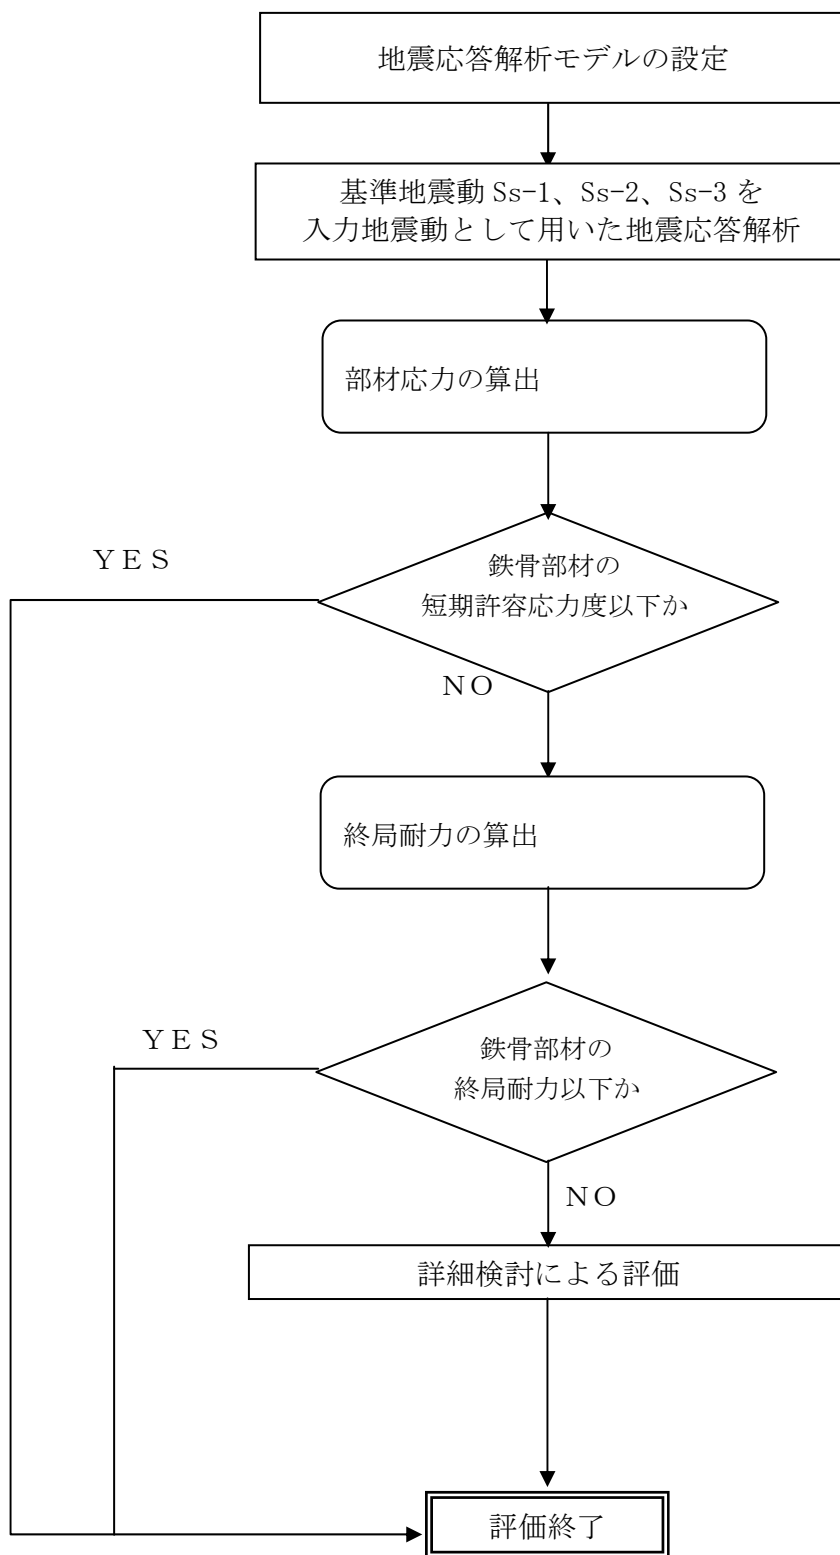 地震応答解析モデルの設定
基準地震動 Ss-1、Ss-2、Ss-3 を
入力地震動として用いた地震応答解析
部材応力の算出
ＹＥＳ
鉄骨部材の
短期許容応力度以下か
ＮＯ
終局耐力の算出
ＹＥＳ
鉄骨部材の
終局耐力以下か
ＮＯ
詳細検討による評価
評価終了